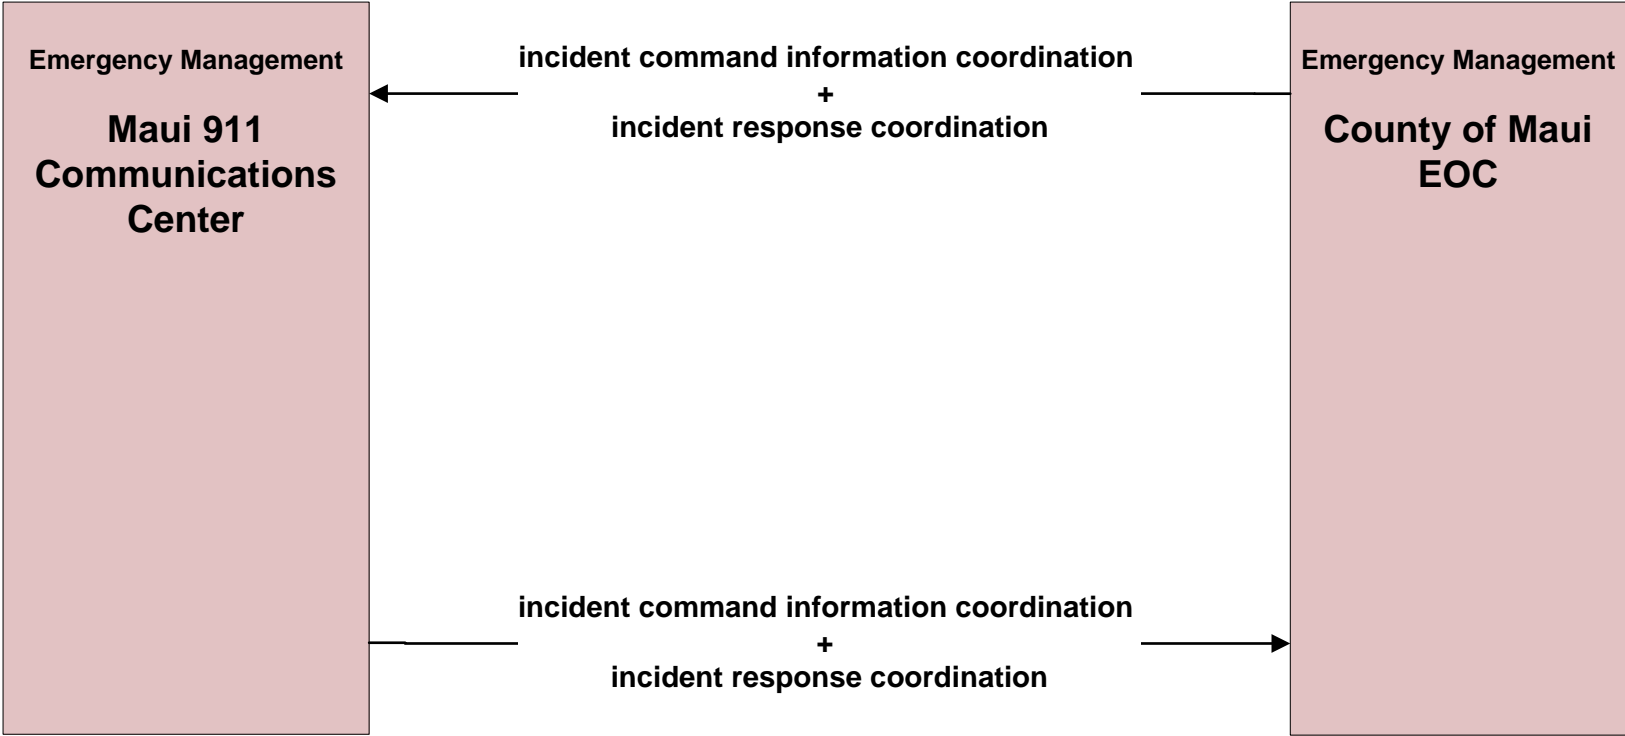 Emergency Management
Maui 911
Communications
Center
incident command information coordination
+
incident response coordination
Emergency Management
County of Maui
EOC
incident command information coordination
+
incident response coordination